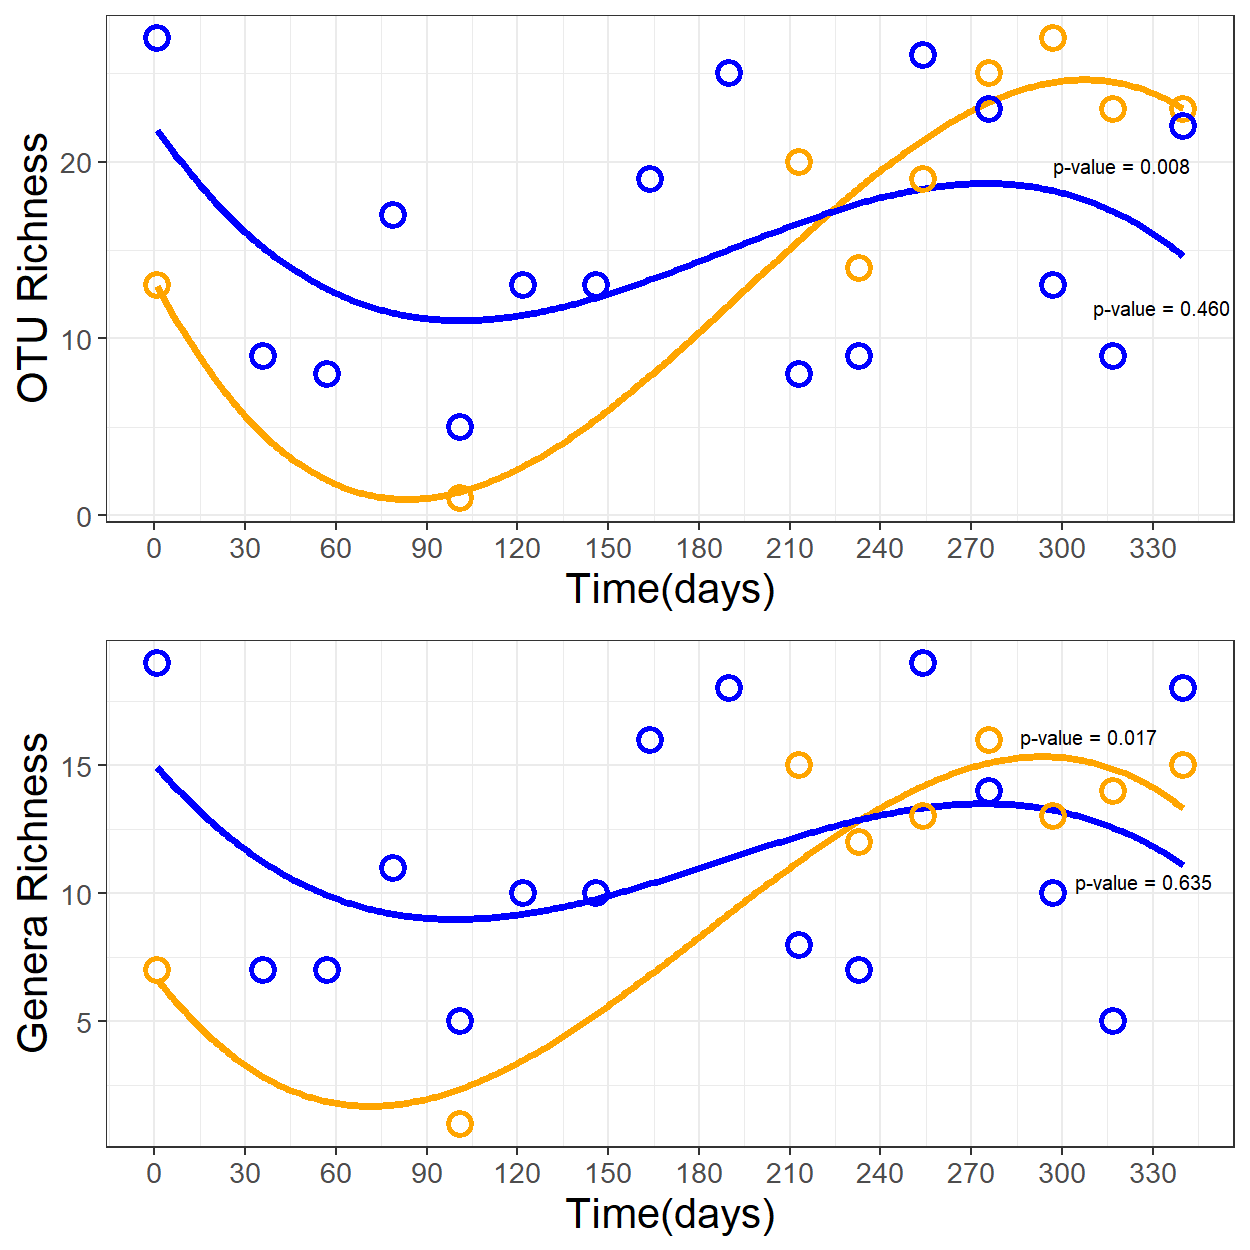 OTU Richness
20
10
0
p-value = 0.008
p-value = 0.460
0 30 60 90 120 150 180 210 240 270 300 330
Time(days)
Genera Richness
15
10
5
p-value = 0.017
p-value = 0.635
0 30 60 90 120 150 180 210 240 270 300 330
Time(days)